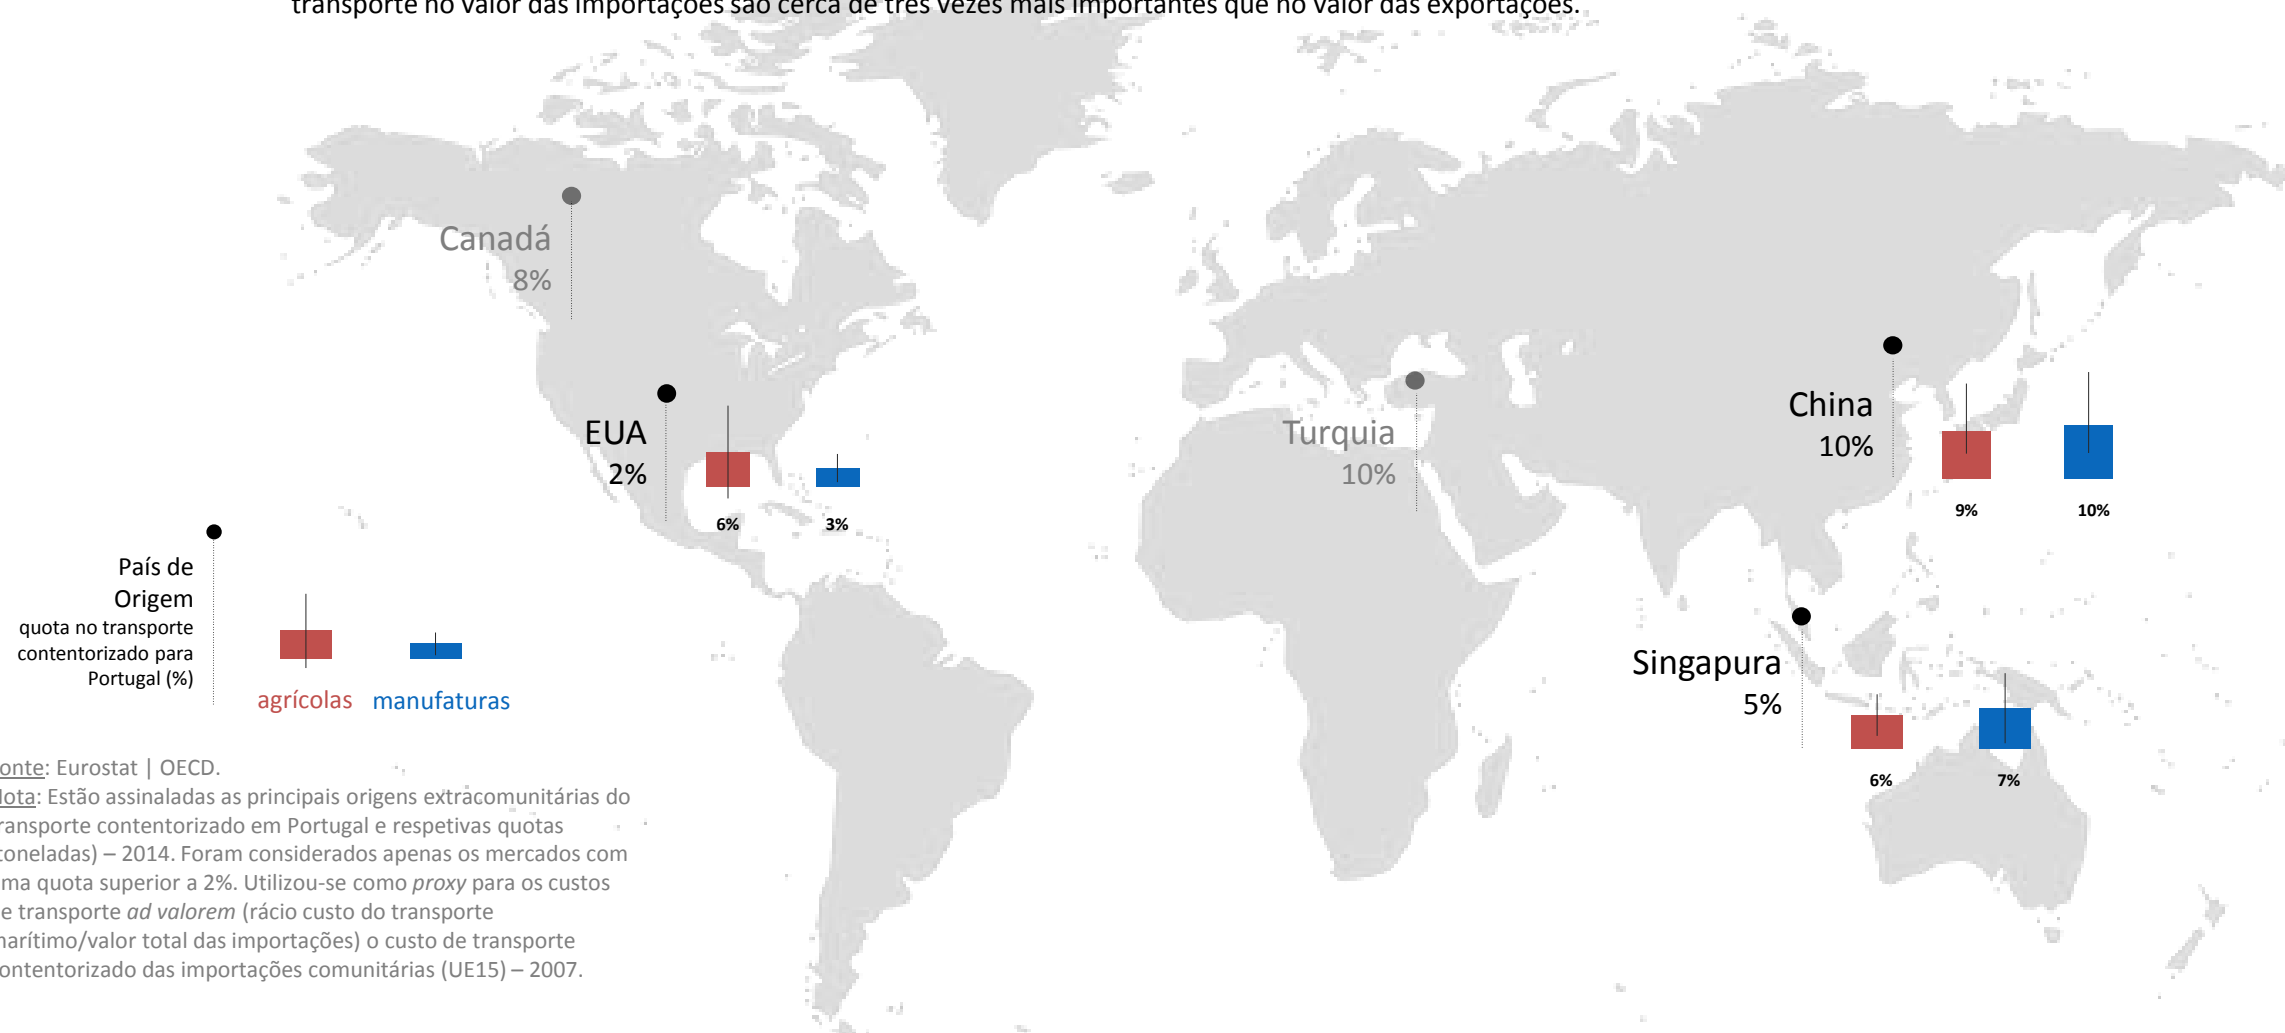 transporte no valor das importações são cerca de três vezes mais importantes que no valor das exportações.
Canadá
8%
EUA
2%
6%
3%
Turquia
10%
China
10%
9%
10%
País de
Origem
quota no transporte
contentorizado para
Portugal (%)
agrícolas
manufaturas
Singapura
5%
6%
7%
onte: Eurostat | OECD.
ota: Estão assinaladas as principais origens extracomunitárias do
ransporte contentorizado em Portugal e respetivas quotas
toneladas) – 2014. Foram considerados apenas os mercados com
ma quota superior a 2%. Utilizou-se como proxy para os custos
e transporte ad valorem (rácio custo do transporte
marítimo/valor total das importações) o custo de transporte
ontentorizado das importações comunitárias (UE15) – 2007.